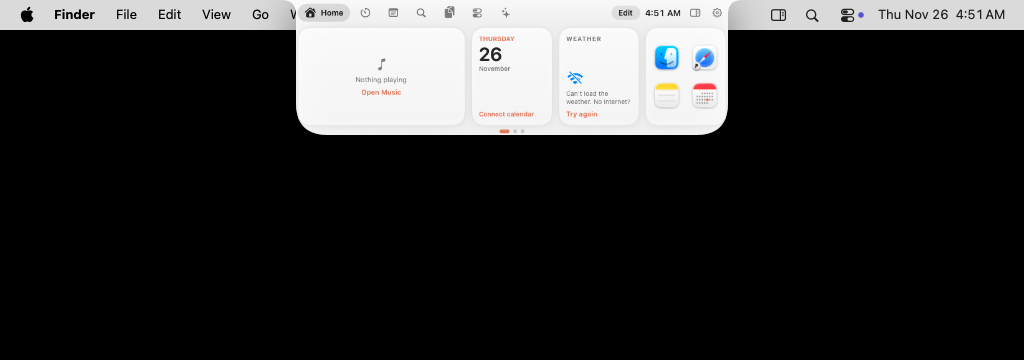 Finder File Edit View Go
Thu Nov 26 4:51 AM
Home
Edit 4:51 AM
Nothing playing
Open Music
THURSDAY
26
November
Connect calendar
WEATHER
Can't load the
weather. No internet?
Try again